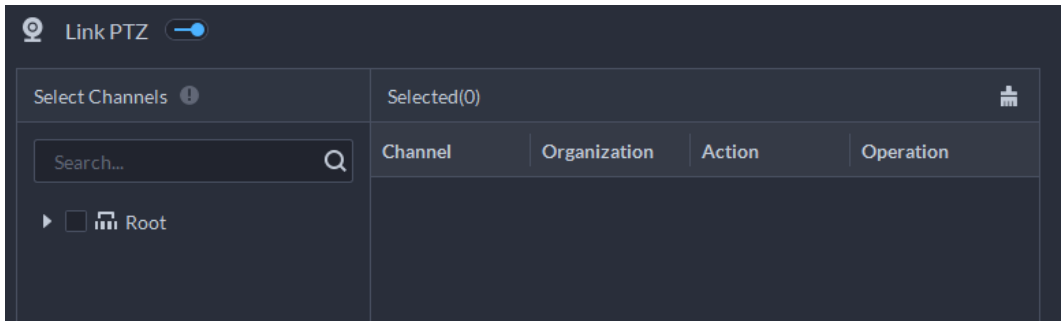 Link PTZ
Select Channels
Selected(0)
Search...
Channel Organization Action Operation
Root